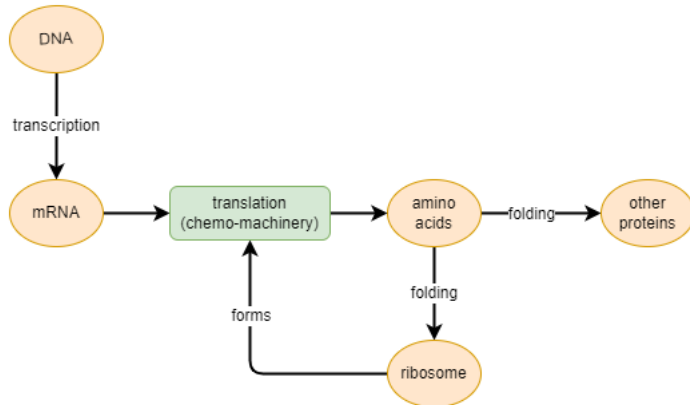 DNA
transcription
mRNA
translation
(chemo-machinery)
amino
acids
folding
other
proteins
folding
forms
ribosome